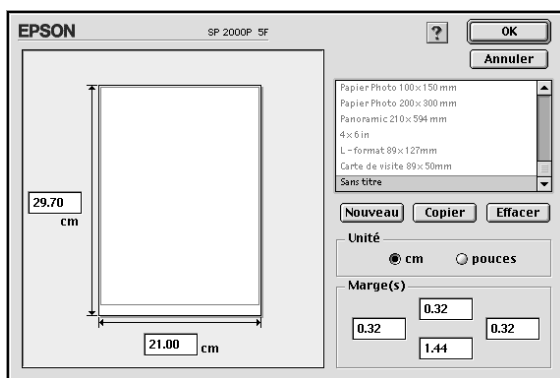 EPSON SP 2000P 5F ? OK
Annuler
Papier Photo 100×150 mm
Papier Photo 200×300 mm
Panoramic 210×594 mm
4×6 in
L-format 89×127mm
Carte de visite 89×50mm
Sans titre
29.70
cm
21.00 cm
Nouveau Copier Effacer
Unité
cm pouces
Marge(s)
0.32
0.32 0.32
1.44